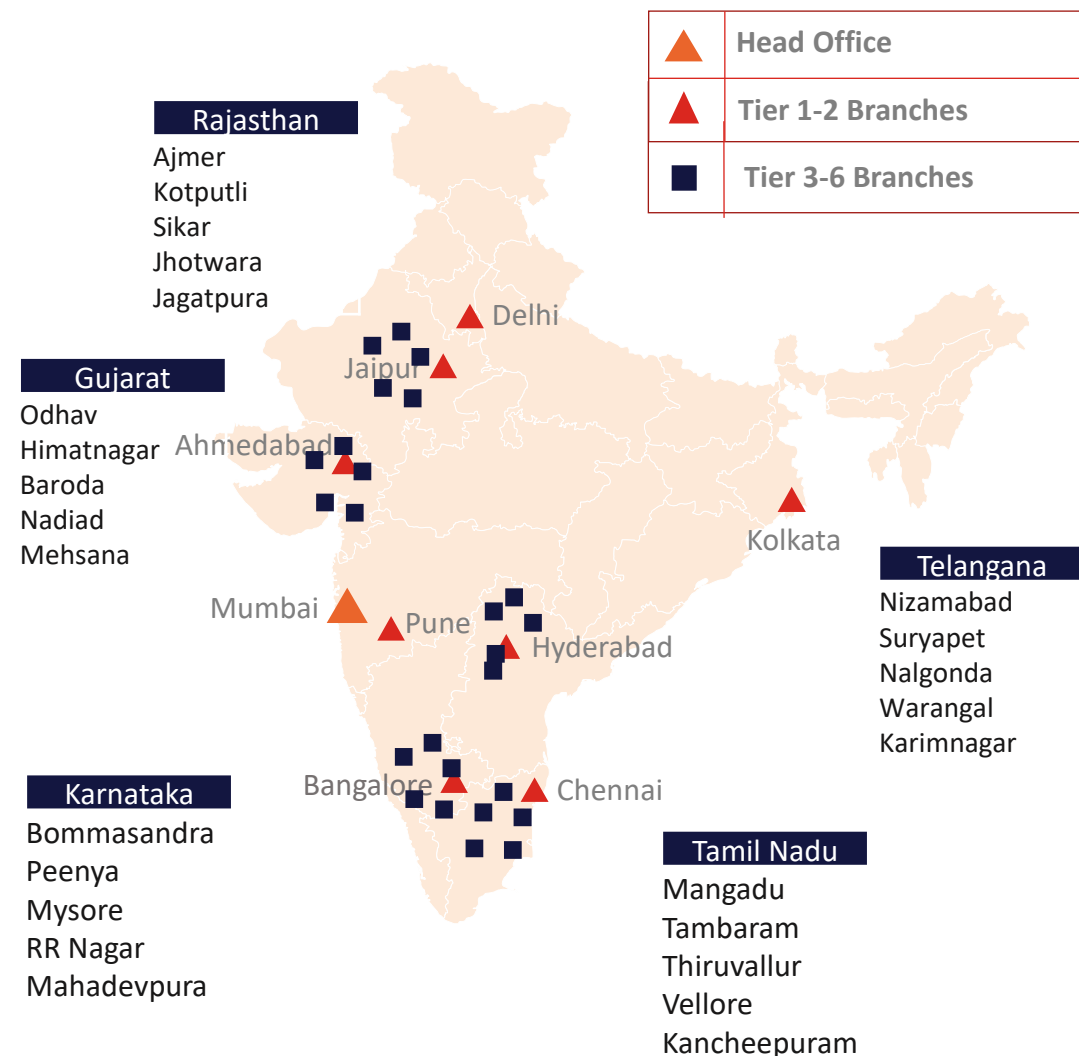 Head Office
Tier 1-2 Branches
Tier 3-6 Branches
Rajasthan
Ajmer
Kotputli
Sikar
Jhotwara
Jagatpura
Delhi
Jaipur
Gujarat
Odhav
Himatnagar
Baroda
Nadiad
Mehsana
Ahmedabad
Kolkata
Mumbai
Pune
Hyderabad
Telangana
Nizamabad
Suryapet
Nalgonda
Warangal
Karimnagar
Bangalore
Chennai
Karnataka
Bommasandra
Peenya
Mysore
RR Nagar
Mahadevpura
Tamil Nadu
Mangadu
Tambaram
Thiruvallur
Vellore
Kancheepuram